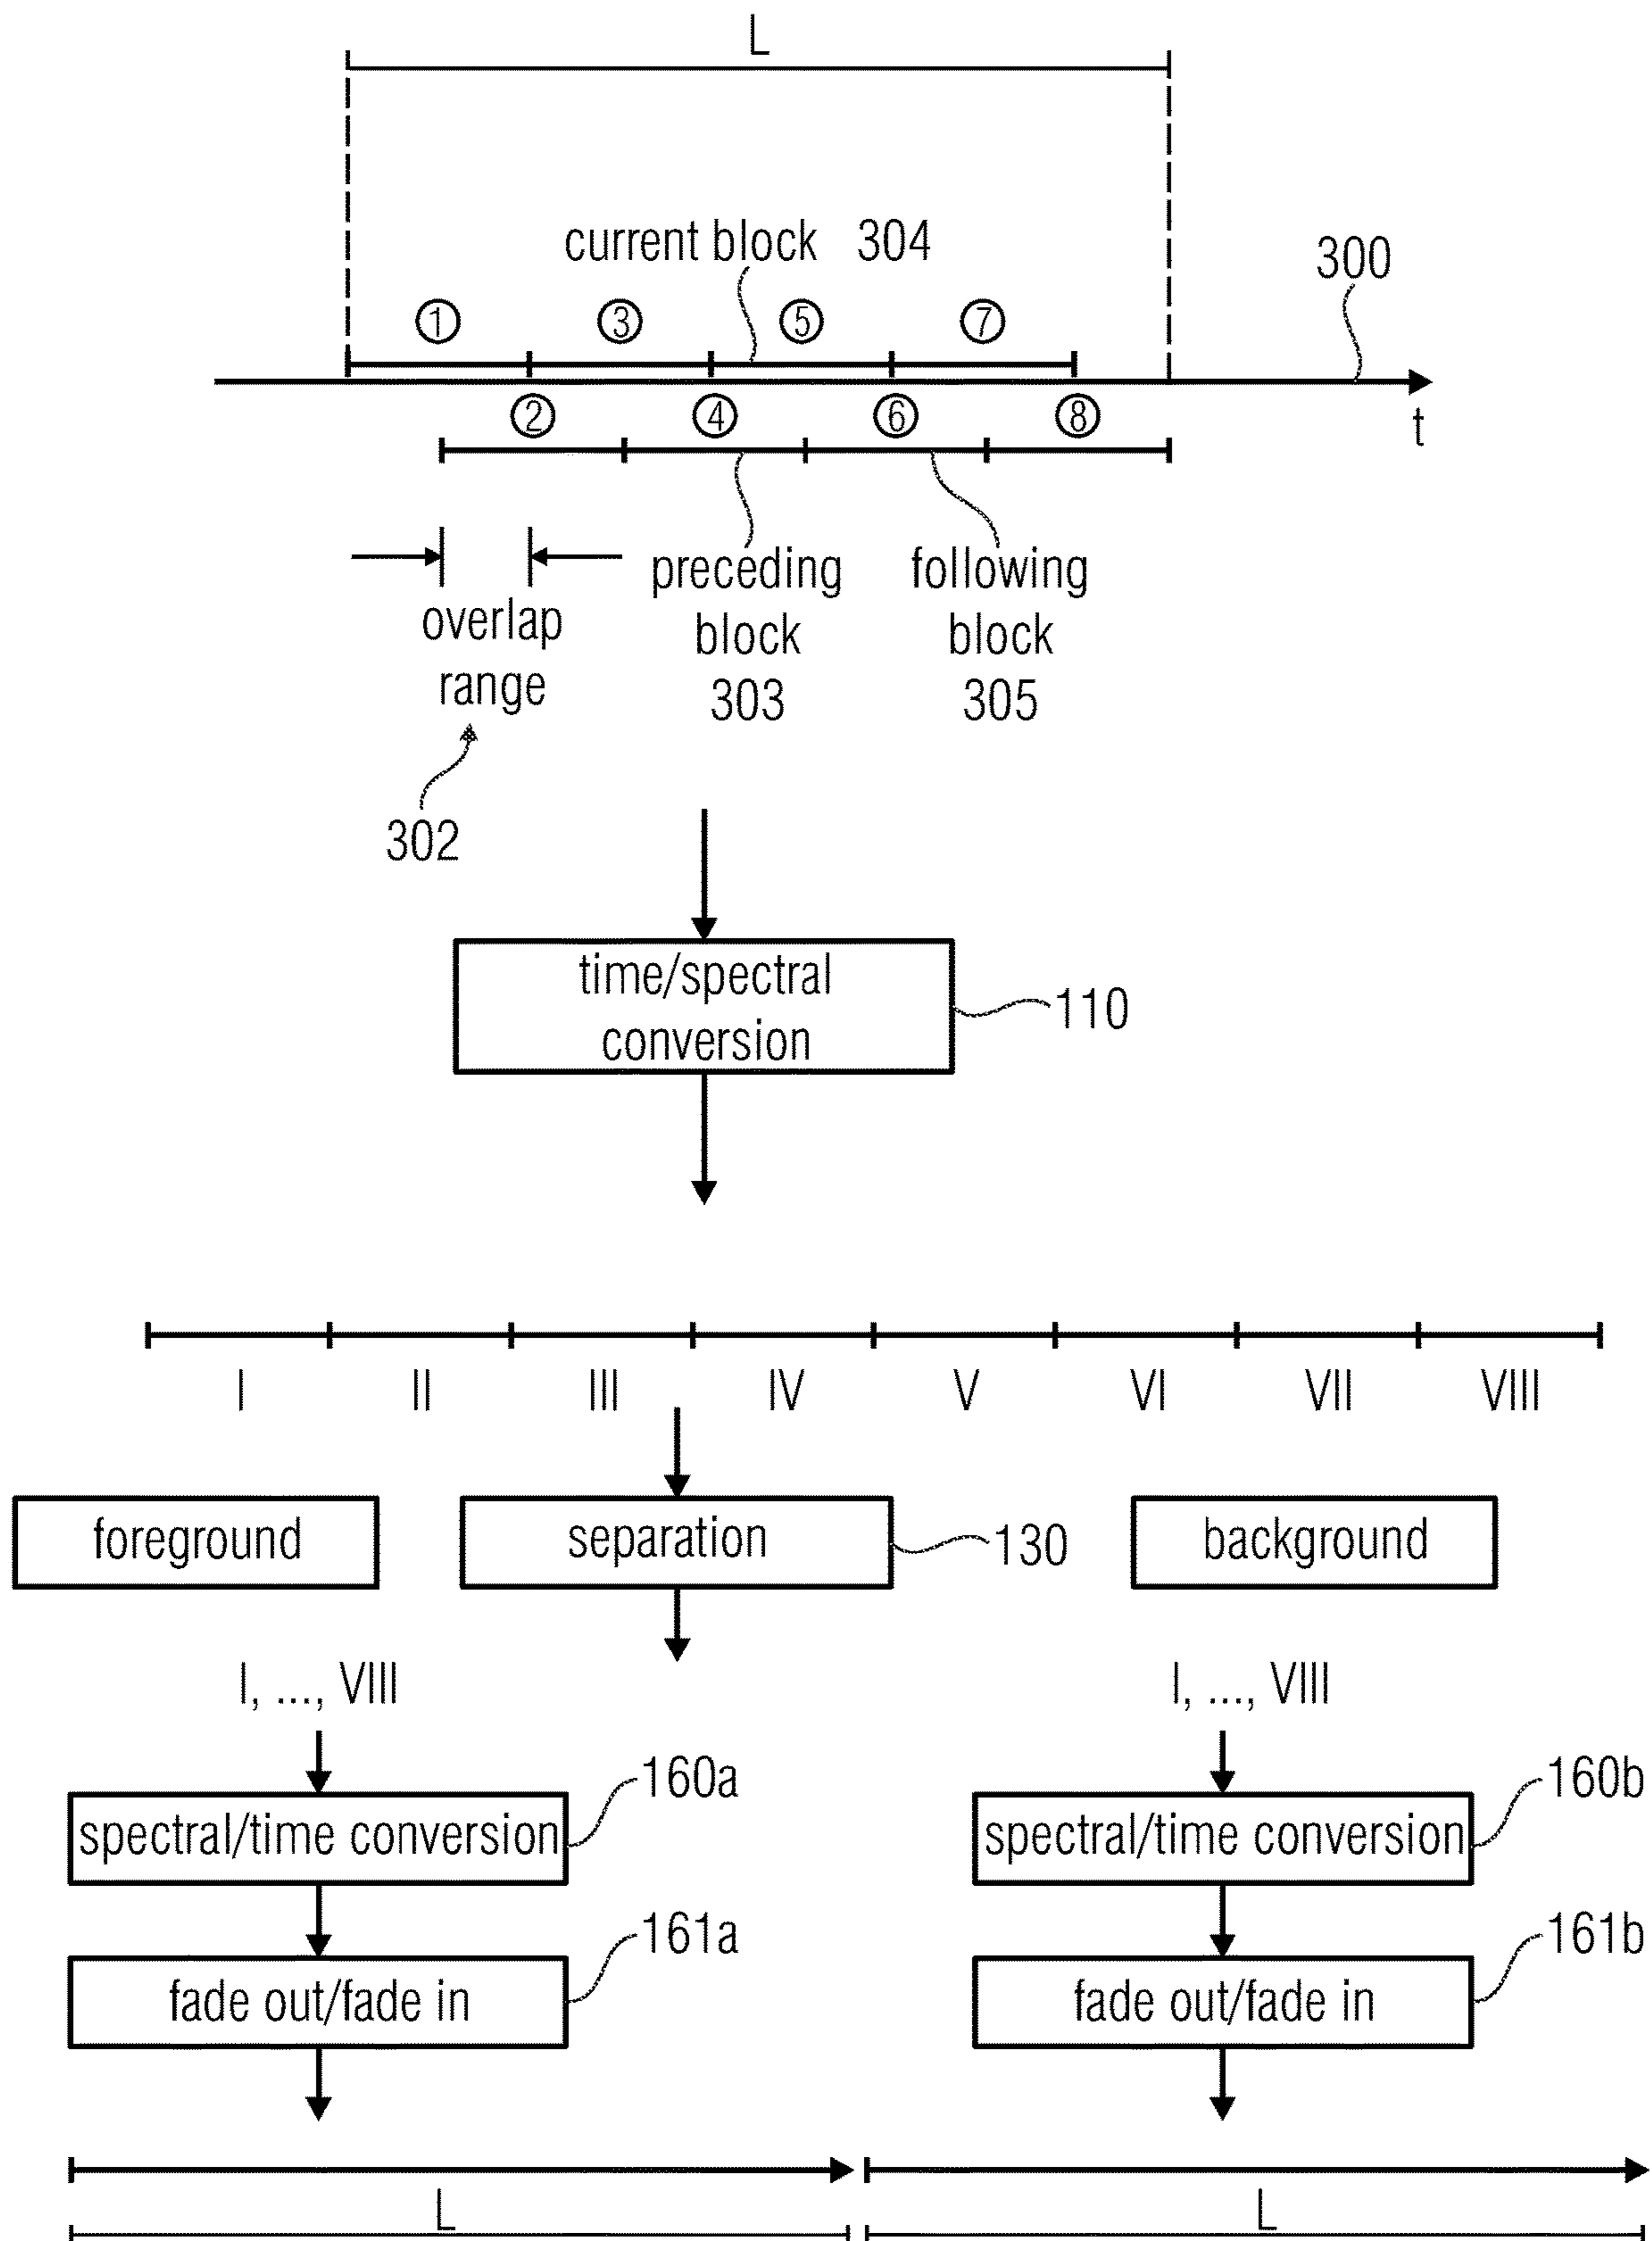 L
current block 304
300
① ③ ⑤ ⑦
② ④ ⑥ ⑧
t
overlap
range
302
preceding
block
303
following
block
305
time/spectral
conversion
110
I II III IV V VI VII VIII
foreground
separation
130
background
I, ..., VIII
I, ..., VIII
160a
spectral/time conversion
160b
spectral/time conversion
161a
fade out/fade in
161b
fade out/fade in
L
L